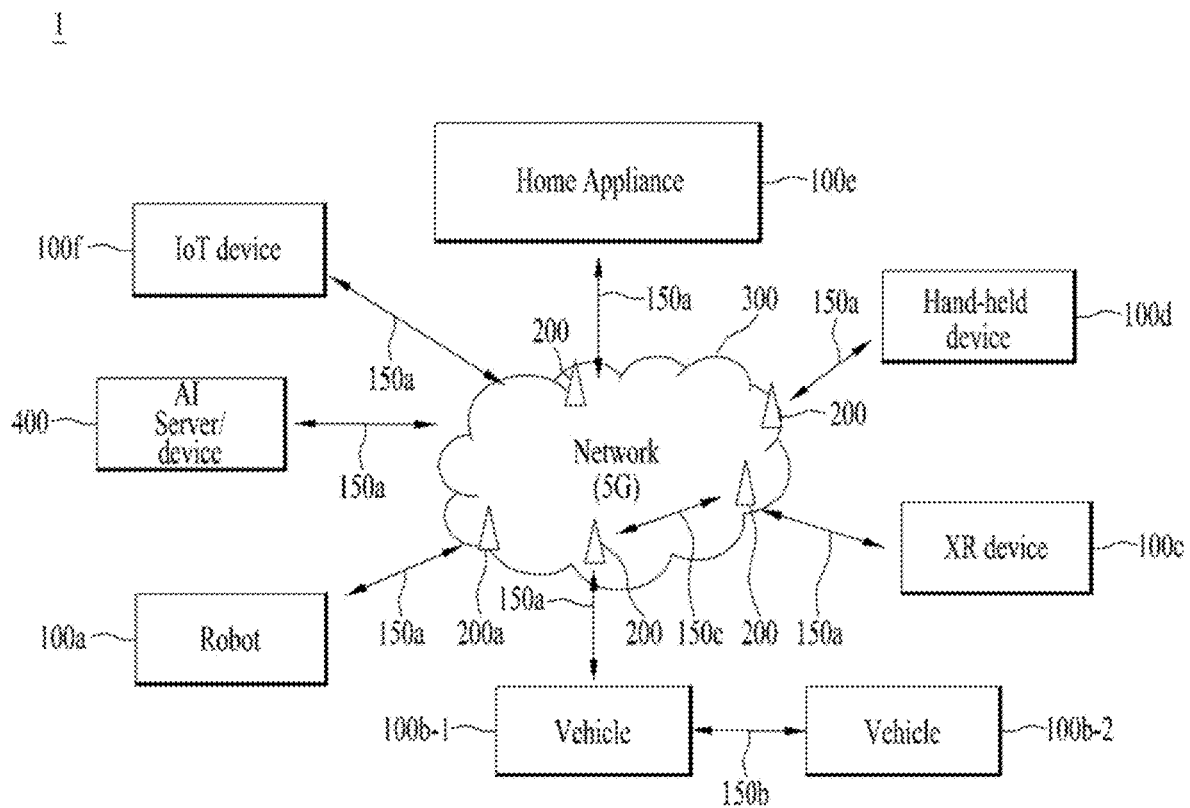 1
Home Appliance
100e
IoT device
100f
150a
300
150a
Hand-held
device
100d
200
150a
AI
Server/
device
400
200
150a
Network
(5G)
XR device
100c
150a
Robot
100a
150a
200a
200
150c
200
150a
100b-1
Vehicle
Vehicle
100b-2
150b